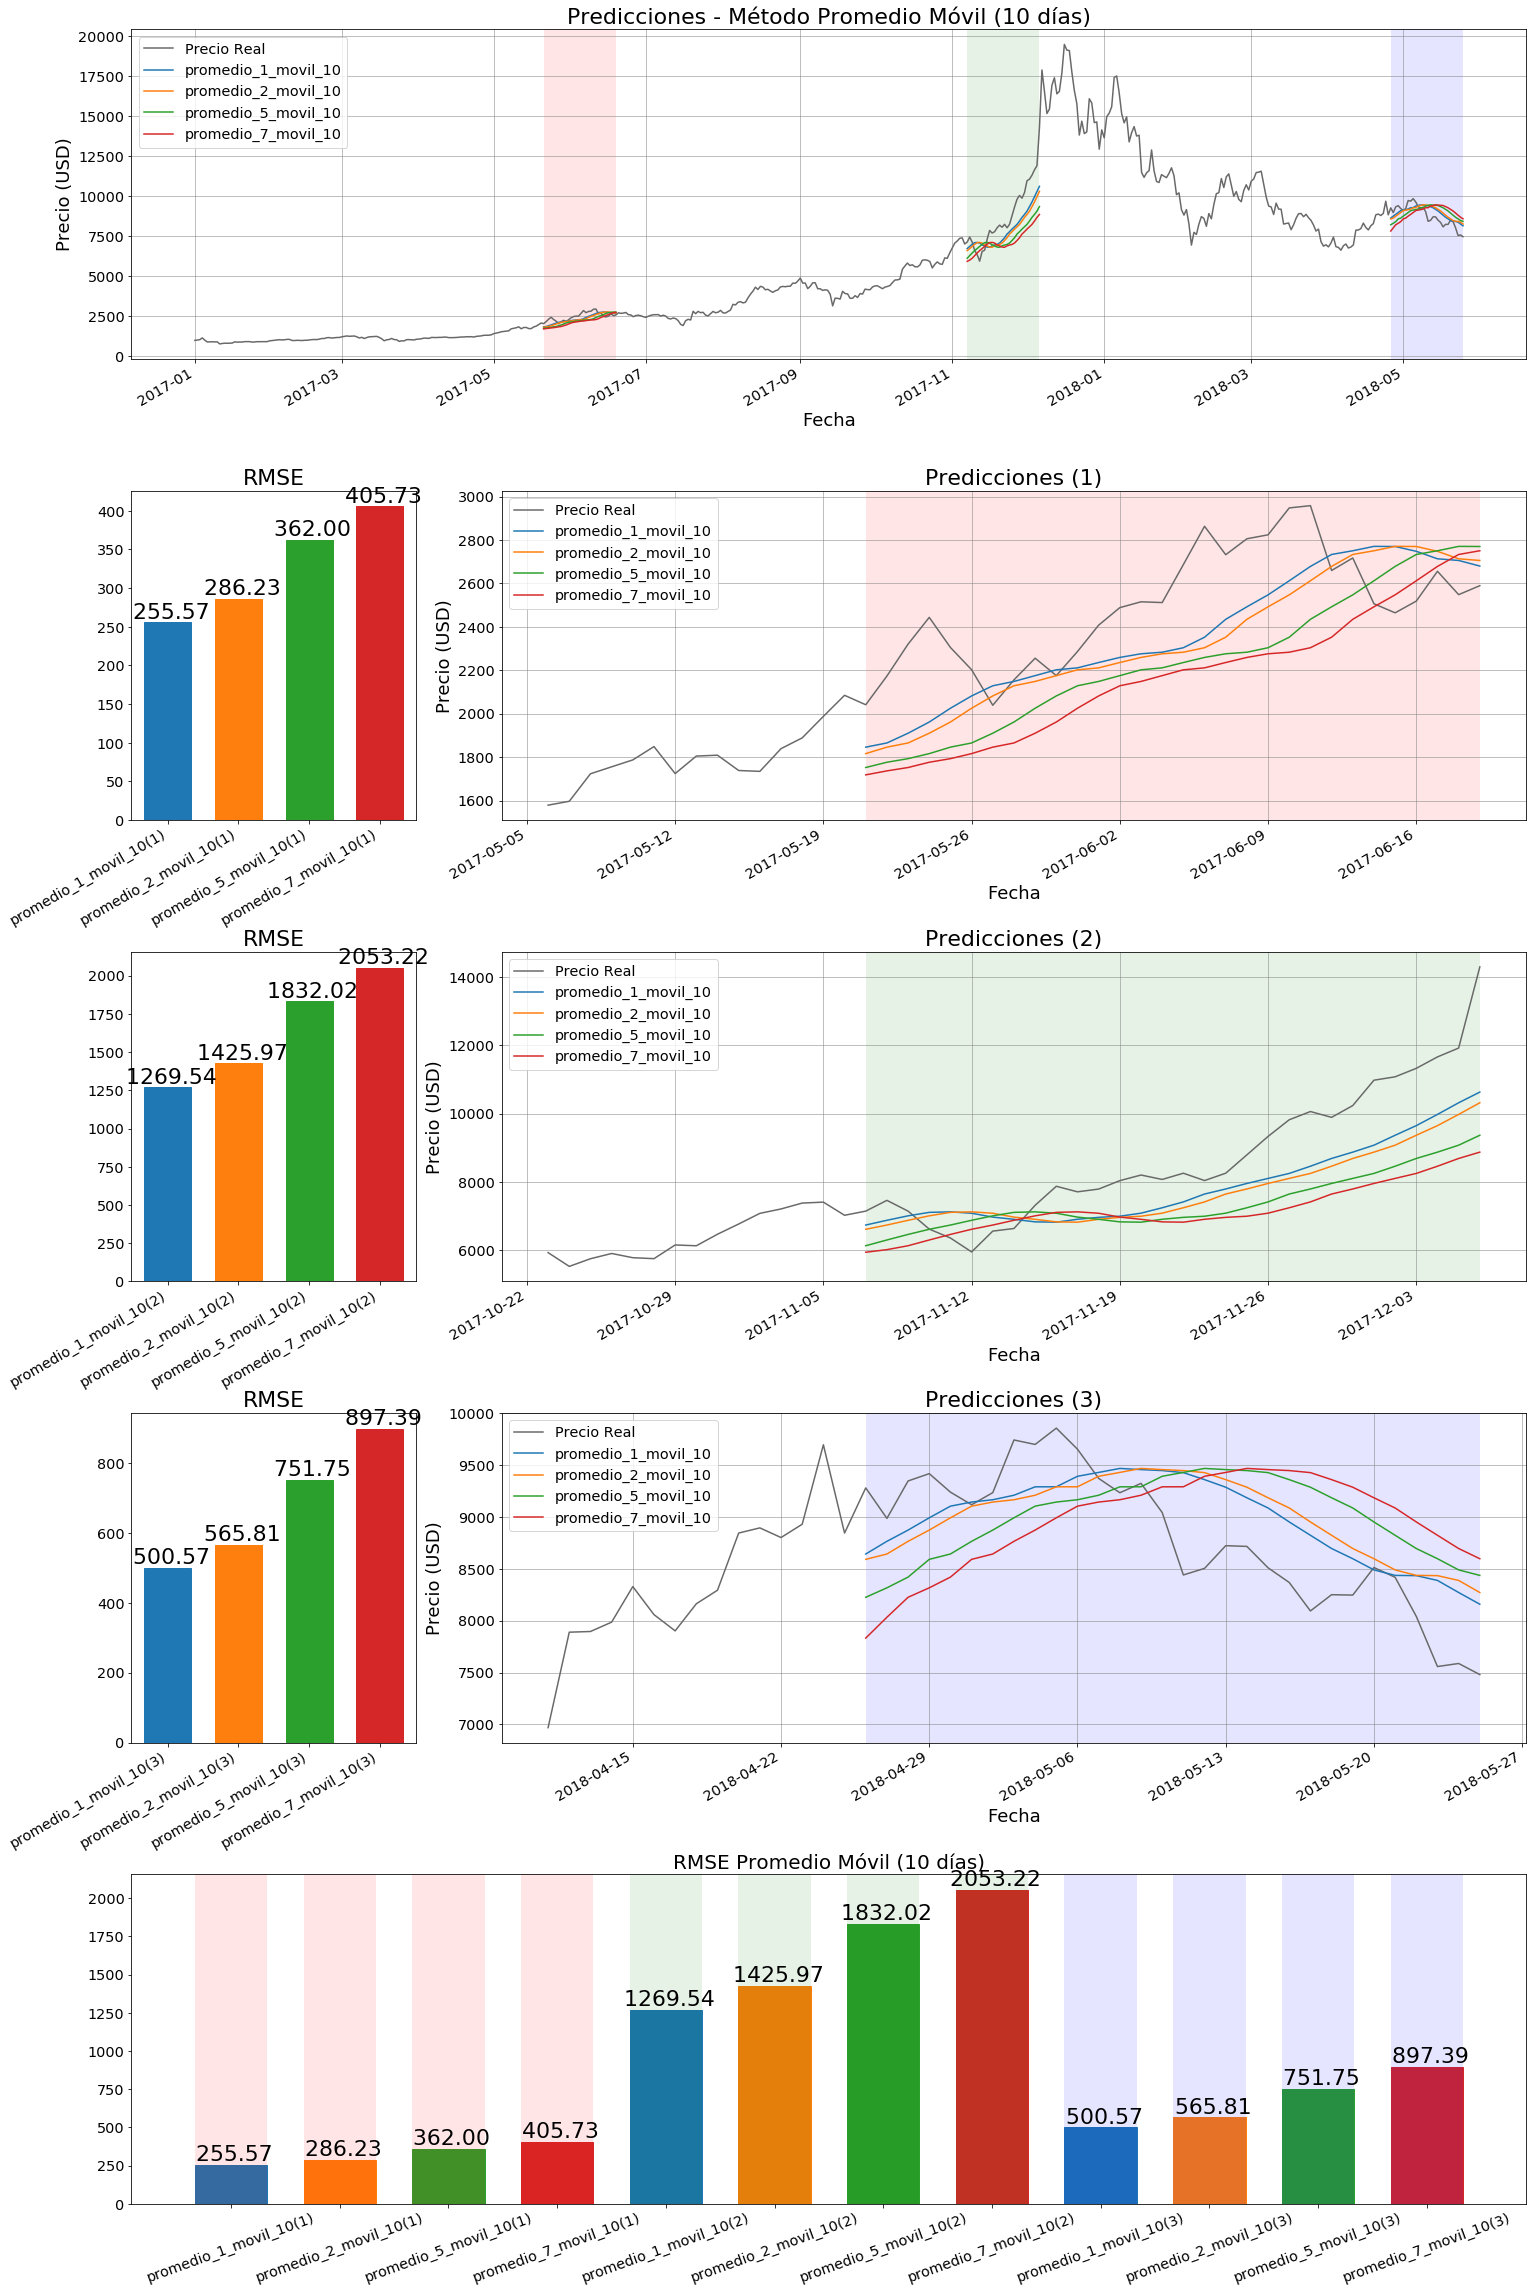 Predicciones - Método Promedio Móvil (10 días)
Precio (USD)
20000
17500
15000
12500
10000
7500
5000
2500
0
Precio Real
promedio_1_movil_10
promedio_2_movil_10
promedio_5_movil_10
promedio_7_movil_10
2017-01
2017-03
2017-05
2017-07
2017-09
2017-11
2018-01
2018-03
2018-05
Fecha
RMSE
400
350
300
250
200
150
100
50
0
255.57
286.23
362.00
405.73
promedio_1_movil_10(1)
promedio_2_movil_10(1)
promedio_5_movil_10(1)
promedio_7_movil_10(1)
Predicciones (1)
Precio (USD)
3000
2800
2600
2400
2200
2000
1800
1600
Precio Real
promedio_1_movil_10
promedio_2_movil_10
promedio_5_movil_10
promedio_7_movil_10
2017-05-05
2017-05-12
2017-05-19
2017-05-26
2017-06-02
2017-06-09
2017-06-16
Fecha
RMSE
2000
1750
1500
1250
1000
750
500
250
0
1269.54
1425.97
1832.02
2053.22
promedio_1_movil_10(2)
promedio_2_movil_10(2)
promedio_5_movil_10(2)
promedio_7_movil_10(2)
Predicciones (2)
Precio (USD)
14000
12000
10000
8000
6000
Precio Real
promedio_1_movil_10
promedio_2_movil_10
promedio_5_movil_10
promedio_7_movil_10
2017-10-22
2017-10-29
2017-11-05
2017-11-12
2017-11-19
2017-11-26
2017-12-03
Fecha
RMSE
800
600
400
200
0
500.57
565.81
751.75
897.39
promedio_1_movil_10(3)
promedio_2_movil_10(3)
promedio_5_movil_10(3)
promedio_7_movil_10(3)
Predicciones (3)
Precio (USD)
10000
9500
9000
8500
8000
7500
7000
Precio Real
promedio_1_movil_10
promedio_2_movil_10
promedio_5_movil_10
promedio_7_movil_10
2018-04-15
2018-04-22
2018-04-29
2018-05-06
2018-05-13
2018-05-20
2018-05-27
Fecha
RMSE Promedio Móvil (10 días)
2000
1750
1500
1250
1000
750
500
250
0
255.57
286.23
362.00
405.73
1269.54
1425.97
1832.02
2053.22
500.57
565.81
751.75
897.39
promedio_1_movil_10(1)
promedio_2_movil_10(1)
promedio_5_movil_10(1)
promedio_7_movil_10(1)
promedio_1_movil_10(2)
promedio_2_movil_10(2)
promedio_5_movil_10(2)
promedio_7_movil_10(2)
promedio_1_movil_10(3)
promedio_2_movil_10(3)
promedio_5_movil_10(3)
promedio_7_movil_10(3)